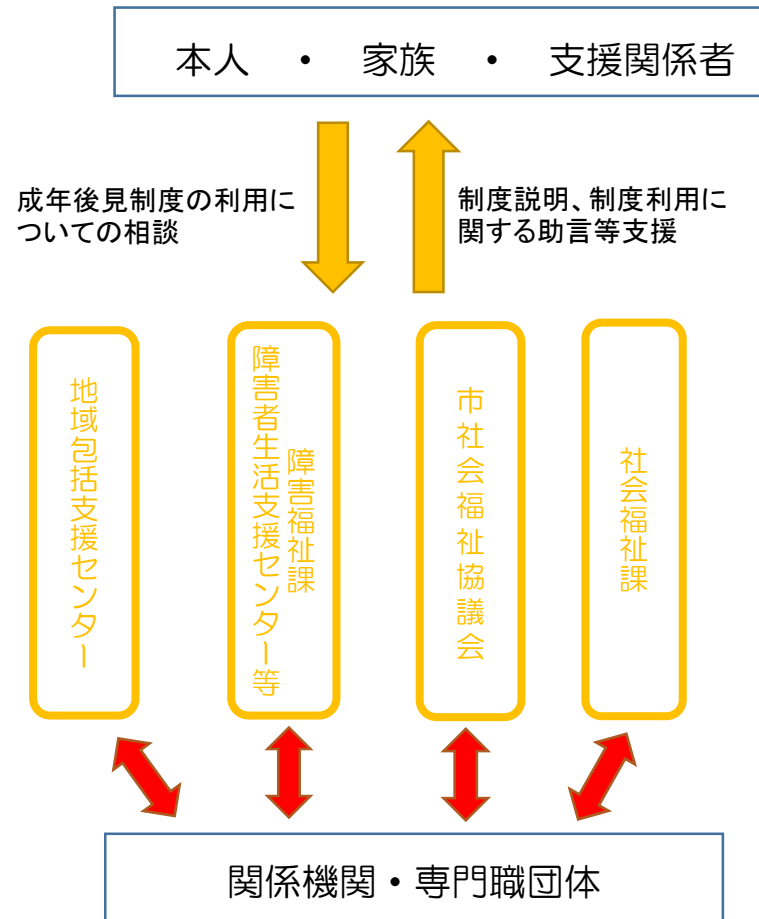 本人　・　家族　・　支援関係者
成年後見制度の利用に
ついての相談
制度説明、制度利用に
関する助言等支援
地域包括支援センター
障害福祉課
障害者生活支援センター等
市社会福祉協議会
社会福祉課
関係機関・専門職団体